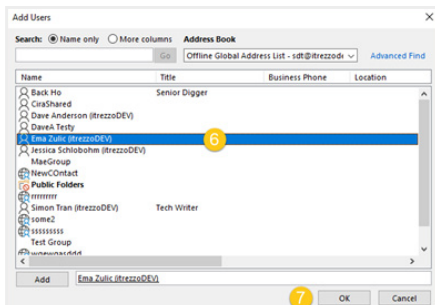 Add Users
Search: Name only More columns Address Book
Go Offline Global Address List - sdt@itrezzode Advanced Find
Name Title Business Phone Location
Back Ho Senior Digger
CiraShared
Dave Anderson (itrezzoDEV)
DaveA Testy
Ema Zulic (itrezzoDEV) 6
Jessica Schlobohm (itrezzoDEV)
MaeGroup
NewCOntact
Public Folders
rrrrrrrrr
Simon Tran (itrezzoDEV) Tech Writer
some2
sssssssss
Test Group
Add Ema Zulic (itrezzoDEV)
7 OK Cancel